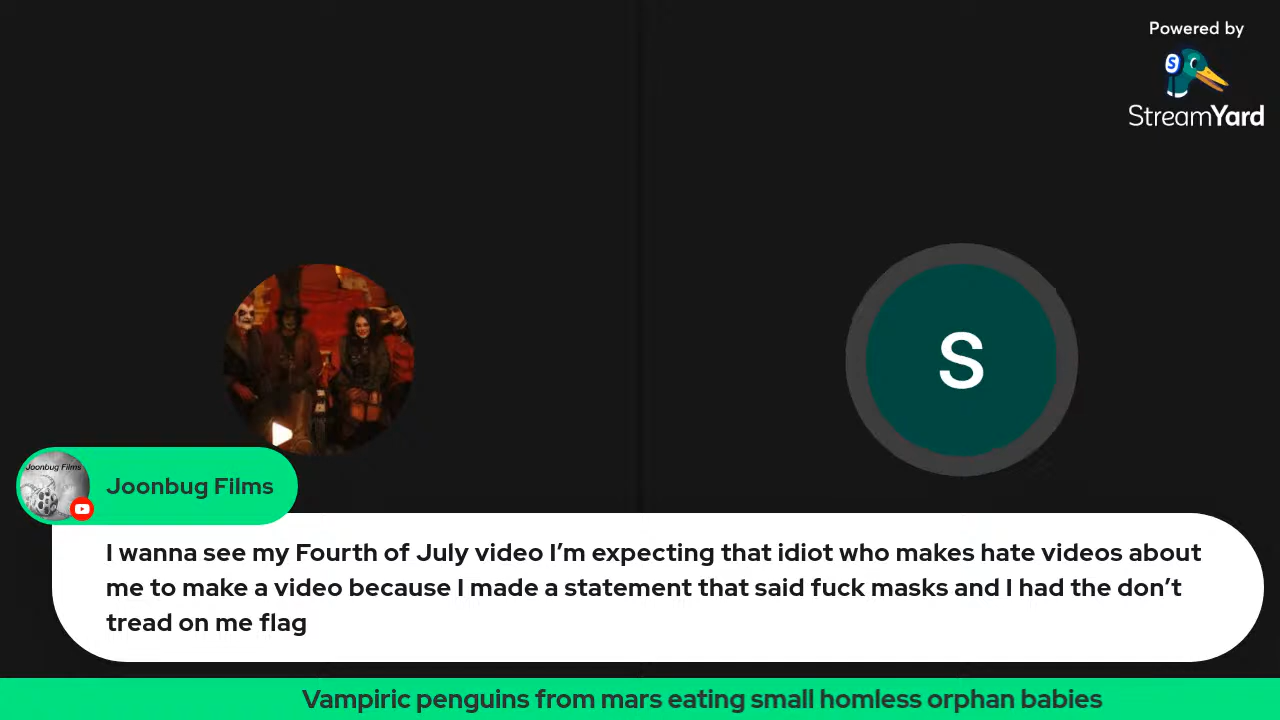 Powered by
S
StreamYard
S
Joonbug Films
Joonbug Films
I wanna see my Fourth of July video I’m expecting that idiot who makes hate videos about
me to make a video because I made a statement that said fuck masks and I had the don’t
tread on me flag
Vampiric penguins from mars eating small homless orphan babies